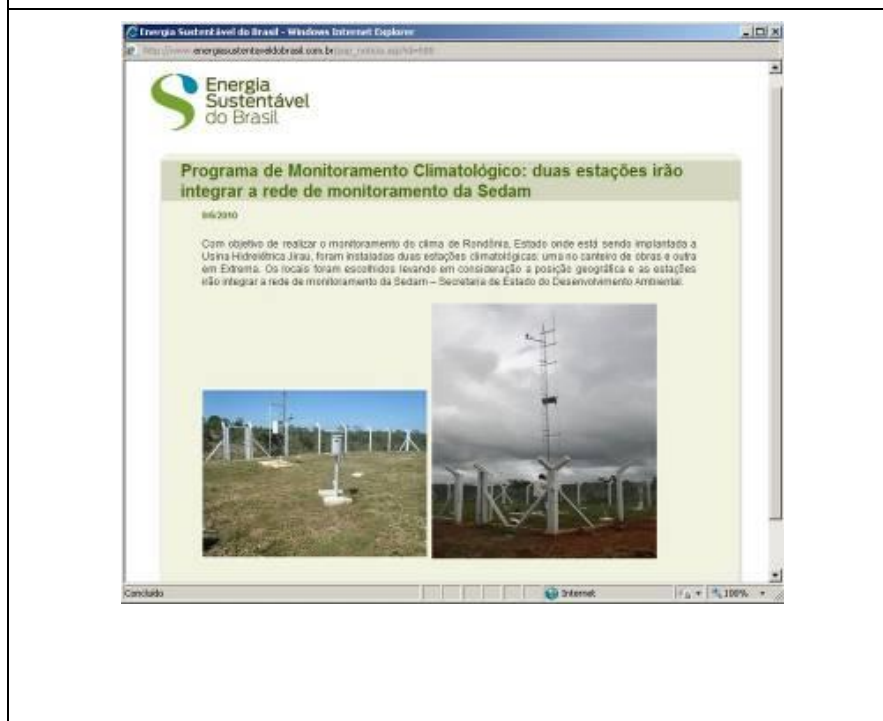 Energia Sustentável do Brasil - Windows Internet Explorer
energiasustentaveldobrasil.com.br
Energia
Sustentável
do Brasil
Programa de Monitoramento Climatológico: duas estações irão
integrar a rede de monitoramento da Sedam
Com objetivo de realizar o monitoramento do clima de Rondônia, Estado onde está sendo implantada a
Usina Hidrelétrica Jirau, foram instaladas duas estações climatológicas: uma no canteiro de obras e outra
em Extrema. Os locais foram escolhidos levando em consideração a posição geográfica e as estações
irão integrar a rede de monitoramento da Sedam – Secretaria de Estado do Desenvolvimento Ambiental.
Concluído
Internet
100%